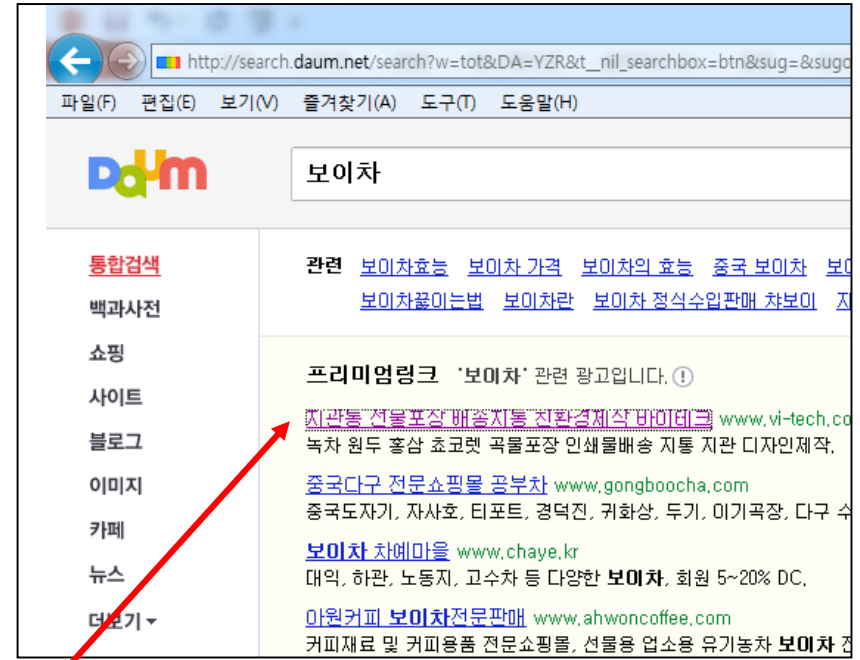 http://search.daum.net/search?w=tot&DA=YZR&t__nil_searchbox=btn&sug=&sugo
파일(F) 편집(E) 보기(V) 즐겨찾기(A) 도구(T) 도움말(H)
Daum
보이차
통합검색
백과사전
쇼핑
사이트
블로그
이미지
카페
뉴스
더보기
관련 보이차효능 보이차 가격 보이차의 효능 중국 보이차 보이
보이차끓이는법 보이차란 보이차 정식수입판매 챠보이 지
프리미엄링크 '보이차' 관련 광고입니다.
지관통 선물포장 배송지통 친환경제작 바이테크 www.vi-tech.co
녹차 원두 홍삼 쵸코렛 곡물포장 인쇄물배송 지통 지관 디자인제작.
중국다구 전문쇼핑몰 공부차 www.gongboocha.com
중국도자기, 자사호, 티포트, 경덕진, 귀화상, 두기, 이기곡장, 다구 수
보이차 차예마을 www.chaye.kr
대익, 하관, 노동지, 고수차 등 다양한 보이차, 회원 5~20% DC.
아원커피 보이차전문판매 www.ahwoncoffee.com
커피재료 및 커피용품 전문쇼핑몰, 선물용 업소용 유기농차 보이차 전